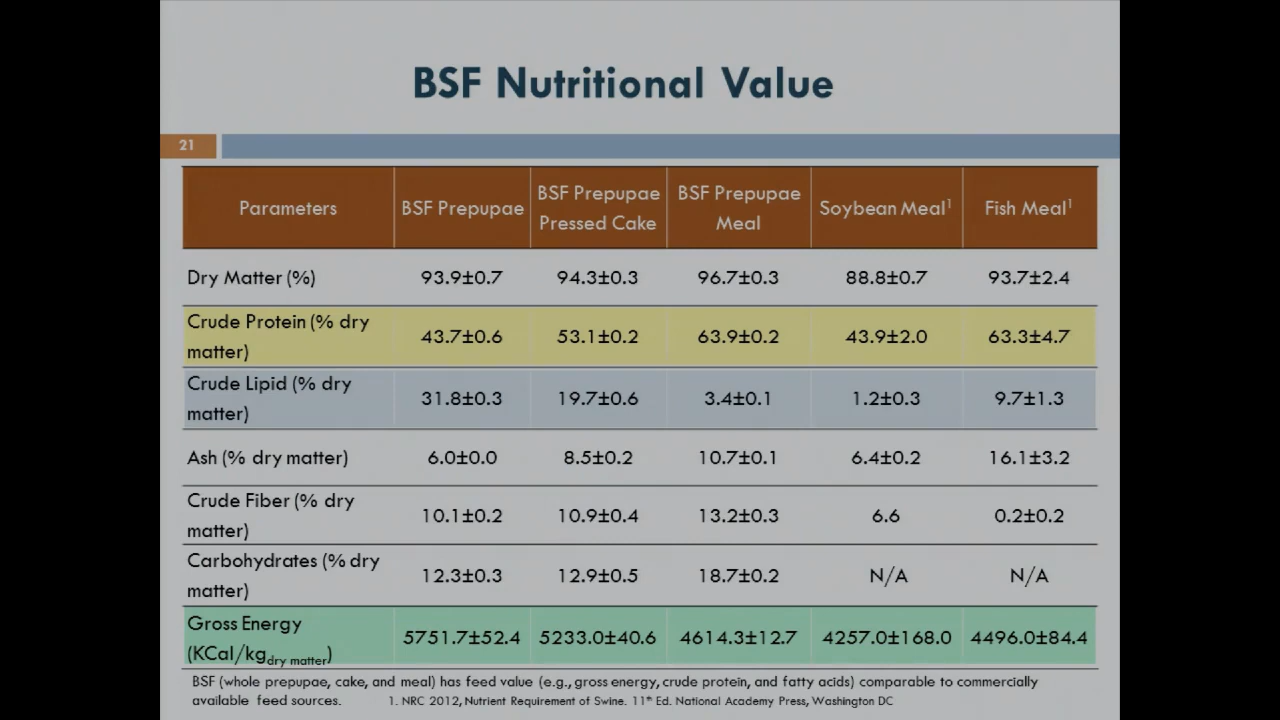 BSF Nutritional Value
21
Parameters BSF Prepupae BSF Prepupae Pressed Cake BSF Prepupae Meal Soybean Meal¹ Fish Meal¹
Dry Matter (%) 93.9±0.7 94.3±0.3 96.7±0.3 88.8±0.7 93.7±2.4
Crude Protein (% dry matter) 43.7±0.6 53.1±0.2 63.9±0.2 43.9±2.0 63.3±4.7
Crude Lipid (% dry matter) 31.8±0.3 19.7±0.6 3.4±0.1 1.2±0.3 9.7±1.3
Ash (% dry matter) 6.0±0.0 8.5±0.2 10.7±0.1 6.4±0.2 16.1±3.2
Crude Fiber (% dry matter) 10.1±0.2 10.9±0.4 13.2±0.3 6.6 0.2±0.2
Carbohydrates (% dry matter) 12.3±0.3 12.9±0.5 18.7±0.2 N/A N/A
Gross Energy (KCal/kg dry matter) 5751.7±52.4 5233.0±40.6 4614.3±12.7 4257.0±168.0 4496.0±84.4
BSF (whole prepupae, cake, and meal) has feed value (e.g., gross energy, crude protein, and fatty acids) comparable to commercially
available feed sources. 1. NRC 2012, Nutrient Requirement of Swine. 11th Ed. National Academy Press, Washington DC